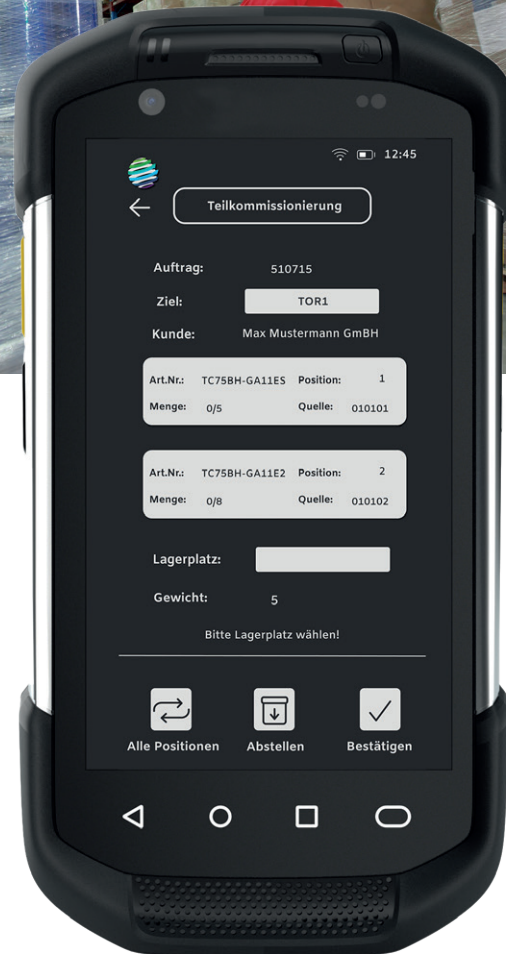 12:45
Teilkommissionierung
Auftrag: 510715
Ziel: TOR1
Kunde: Max Mustermann GmBH
Art.Nr.: TC75BH-GA11ES Position: 1
Menge: 0/5 Quelle: 010101
Art.Nr.: TC75BH-GA11E2 Position: 2
Menge: 0/8 Quelle: 010102
Lagerplatz:
Gewicht: 5
Bitte Lagerplatz wählen!
Alle Positionen Abstellen Bestätigen